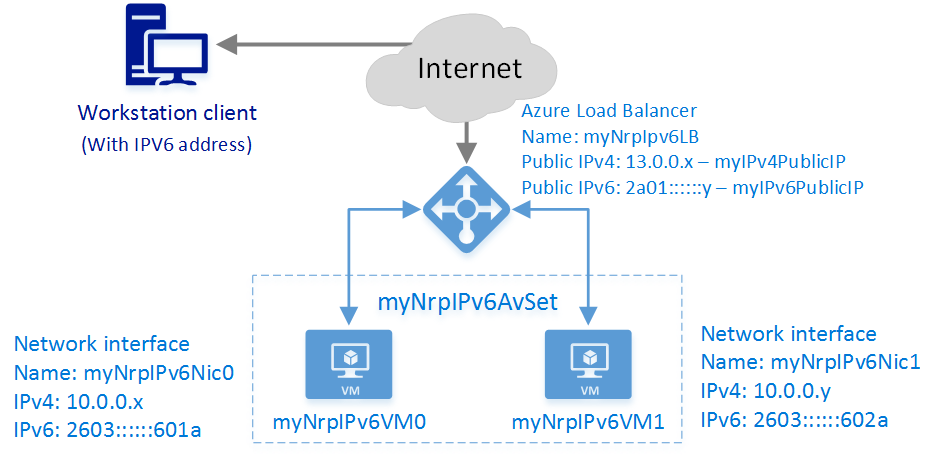 Internet
Workstation client
(With IPV6 address)
Azure Load Balancer
Name: myNrpIpv6LB
Public IPv4: 13.0.0.x – myIPv4PublicIP
Public IPv6: 2a01::::::y – myIPv6PublicIP
myNrpIPv6AvSet
Network interface
Name: myNrpIPv6Nic0
IPv4: 10.0.0.x
IPv6: 2603::::::601a
VM
myNrpIPv6VM0
VM
myNrpIPv6VM1
Network interface
Name: myNrpIPv6Nic1
IPv4: 10.0.0.y
IPv6: 2603::::::602a